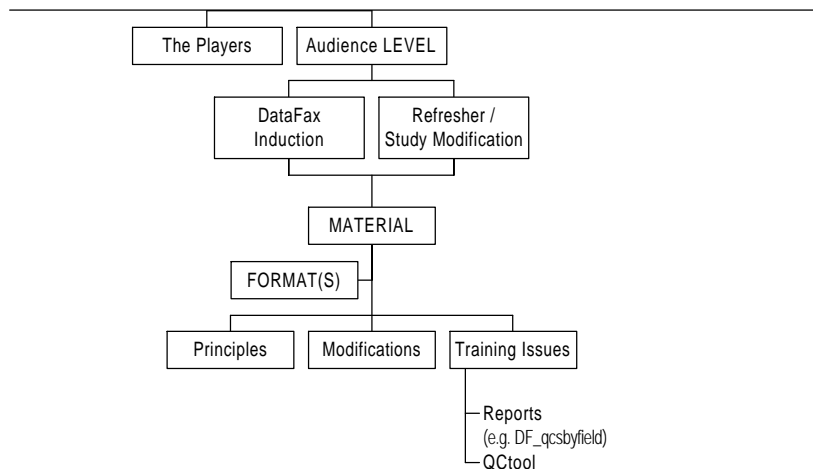 The Players
Audience LEVEL
DataFax
Induction
Refresher /
Study Modification
MATERIAL
FORMAT(S)
Principles
Modifications
Training Issues
Reports
(e.g. DF_qcsbyfield)
QCtool